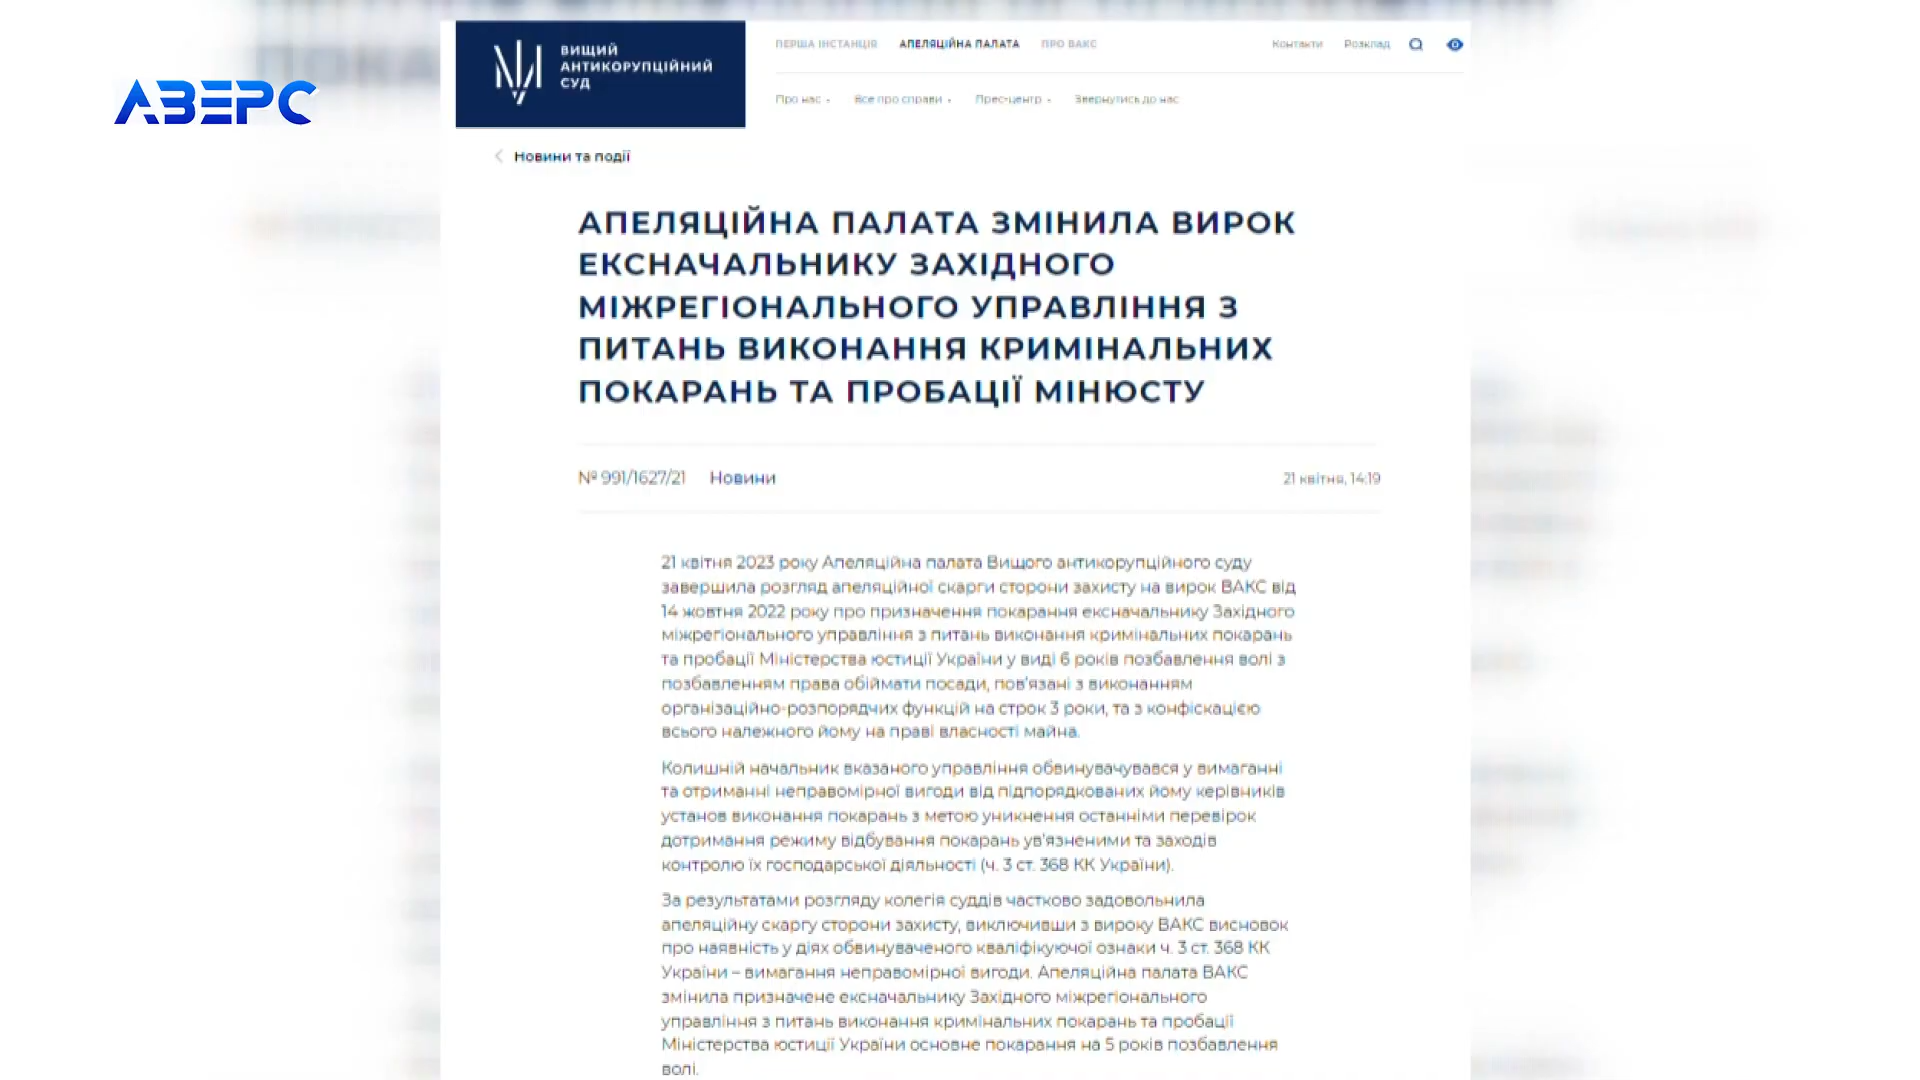 АВЕРС
ВИЩИЙ
АНТИКОРУПЦІЙНИЙ
СУД
ПЕРША ІНСТАНЦІЯ АПЕЛЯЦІЙНА ПАЛАТА ПРО ВАКС
Контакти Розклад
Про нас Все про справи Прес-центр Звернутись до нас
Новини та події
АПЕЛЯЦІЙНА ПАЛАТА ЗМІНИЛА ВИРОК
ЕКСНАЧАЛЬНИКУ ЗАХІДНОГО
МІЖРЕГІОНАЛЬНОГО УПРАВЛІННЯ З
ПИТАНЬ ВИКОНАННЯ КРИМІНАЛЬНИХ
ПОКАРАНЬ ТА ПРОБАЦІЇ МІНЮСТУ
№ 991/1627/21 Новини
21 квітня, 14:19
21 квітня 2023 року Апеляційна палата Вищого антикорупційного суду
завершила розгляд апеляційної скарги сторони захисту на вирок ВАКС від
14 жовтня 2022 року про призначення покарання ексначальнику Західного
міжрегіонального управління з питань виконання кримінальних покарань
та пробації Міністерства юстиції України у виді 6 років позбавлення волі з
позбавленням права обіймати посади, пов'язані з виконанням
організаційно-розпорядчих функцій на строк 3 роки, та з конфіскацією
всього належного йому на праві власності майна.
Колишній начальник вказаного управління обвинувачувався у вимаганні
та отриманні неправомірної вигоди від підпорядкованих йому керівників
установ виконання покарань з метою уникнення останніми перевірок
дотримання режиму відбування покарань ув'язненими та заходів
контролю їх господарської діяльності (ч. 3 ст. 368 КК України).
За результатами розгляду колегія суддів частково задовольнила
апеляційну скаргу сторони захисту, виключивши з вироку ВАКС висновок
про наявність у діях обвинуваченого кваліфікуючої ознаки ч. 3 ст. 368 КК
України – вимагання неправомірної вигоди. Апеляційна палата ВАКС
змінила призначене ексначальнику Західного міжрегіонального
управління з питань виконання кримінальних покарань та пробації
Міністерства юстиції України основне покарання на 5 років позбавлення
волі.